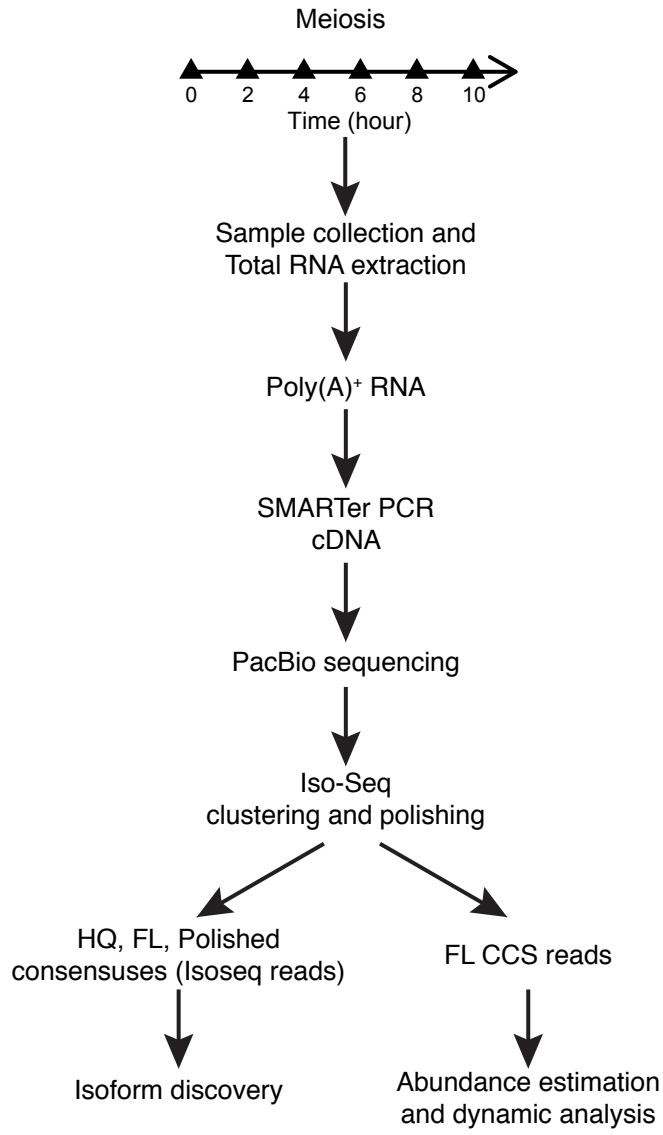 Meiosis
0 2 4 6 8 10
Time (hour)
Sample collection and
Total RNA extraction
Poly(A)⁺ RNA
SMARTer PCR
cDNA
PacBio sequencing
Iso-Seq
clustering and polishing
HQ, FL, Polished
consensuses (Isoseq reads)
FL CCS reads
Isoform discovery
Abundance estimation
and dynamic analysis